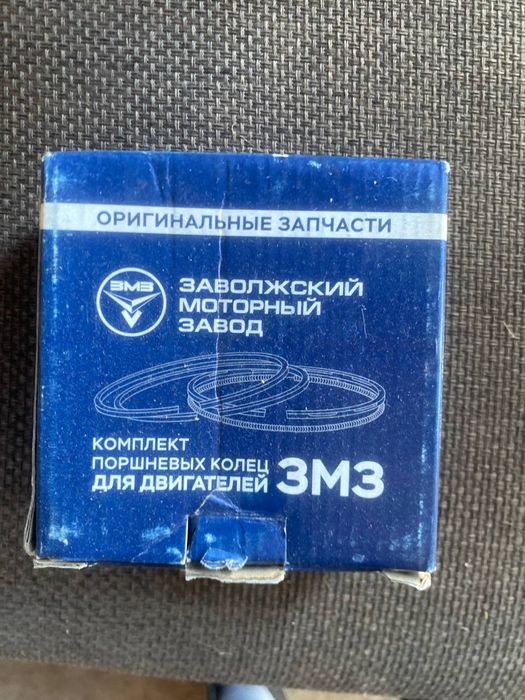 ОРИГИНАЛЬНЫЕ ЗАПЧАСТИ
ЗМЗ
ЗАВОЛЖСКИЙ
МОТОРНЫЙ
ЗАВОД
КОМПЛЕКТ
ПОРШНЕВЫХ КОЛЕЦ
ДЛЯ ДВИГАТЕЛЕЙ ЗМЗ